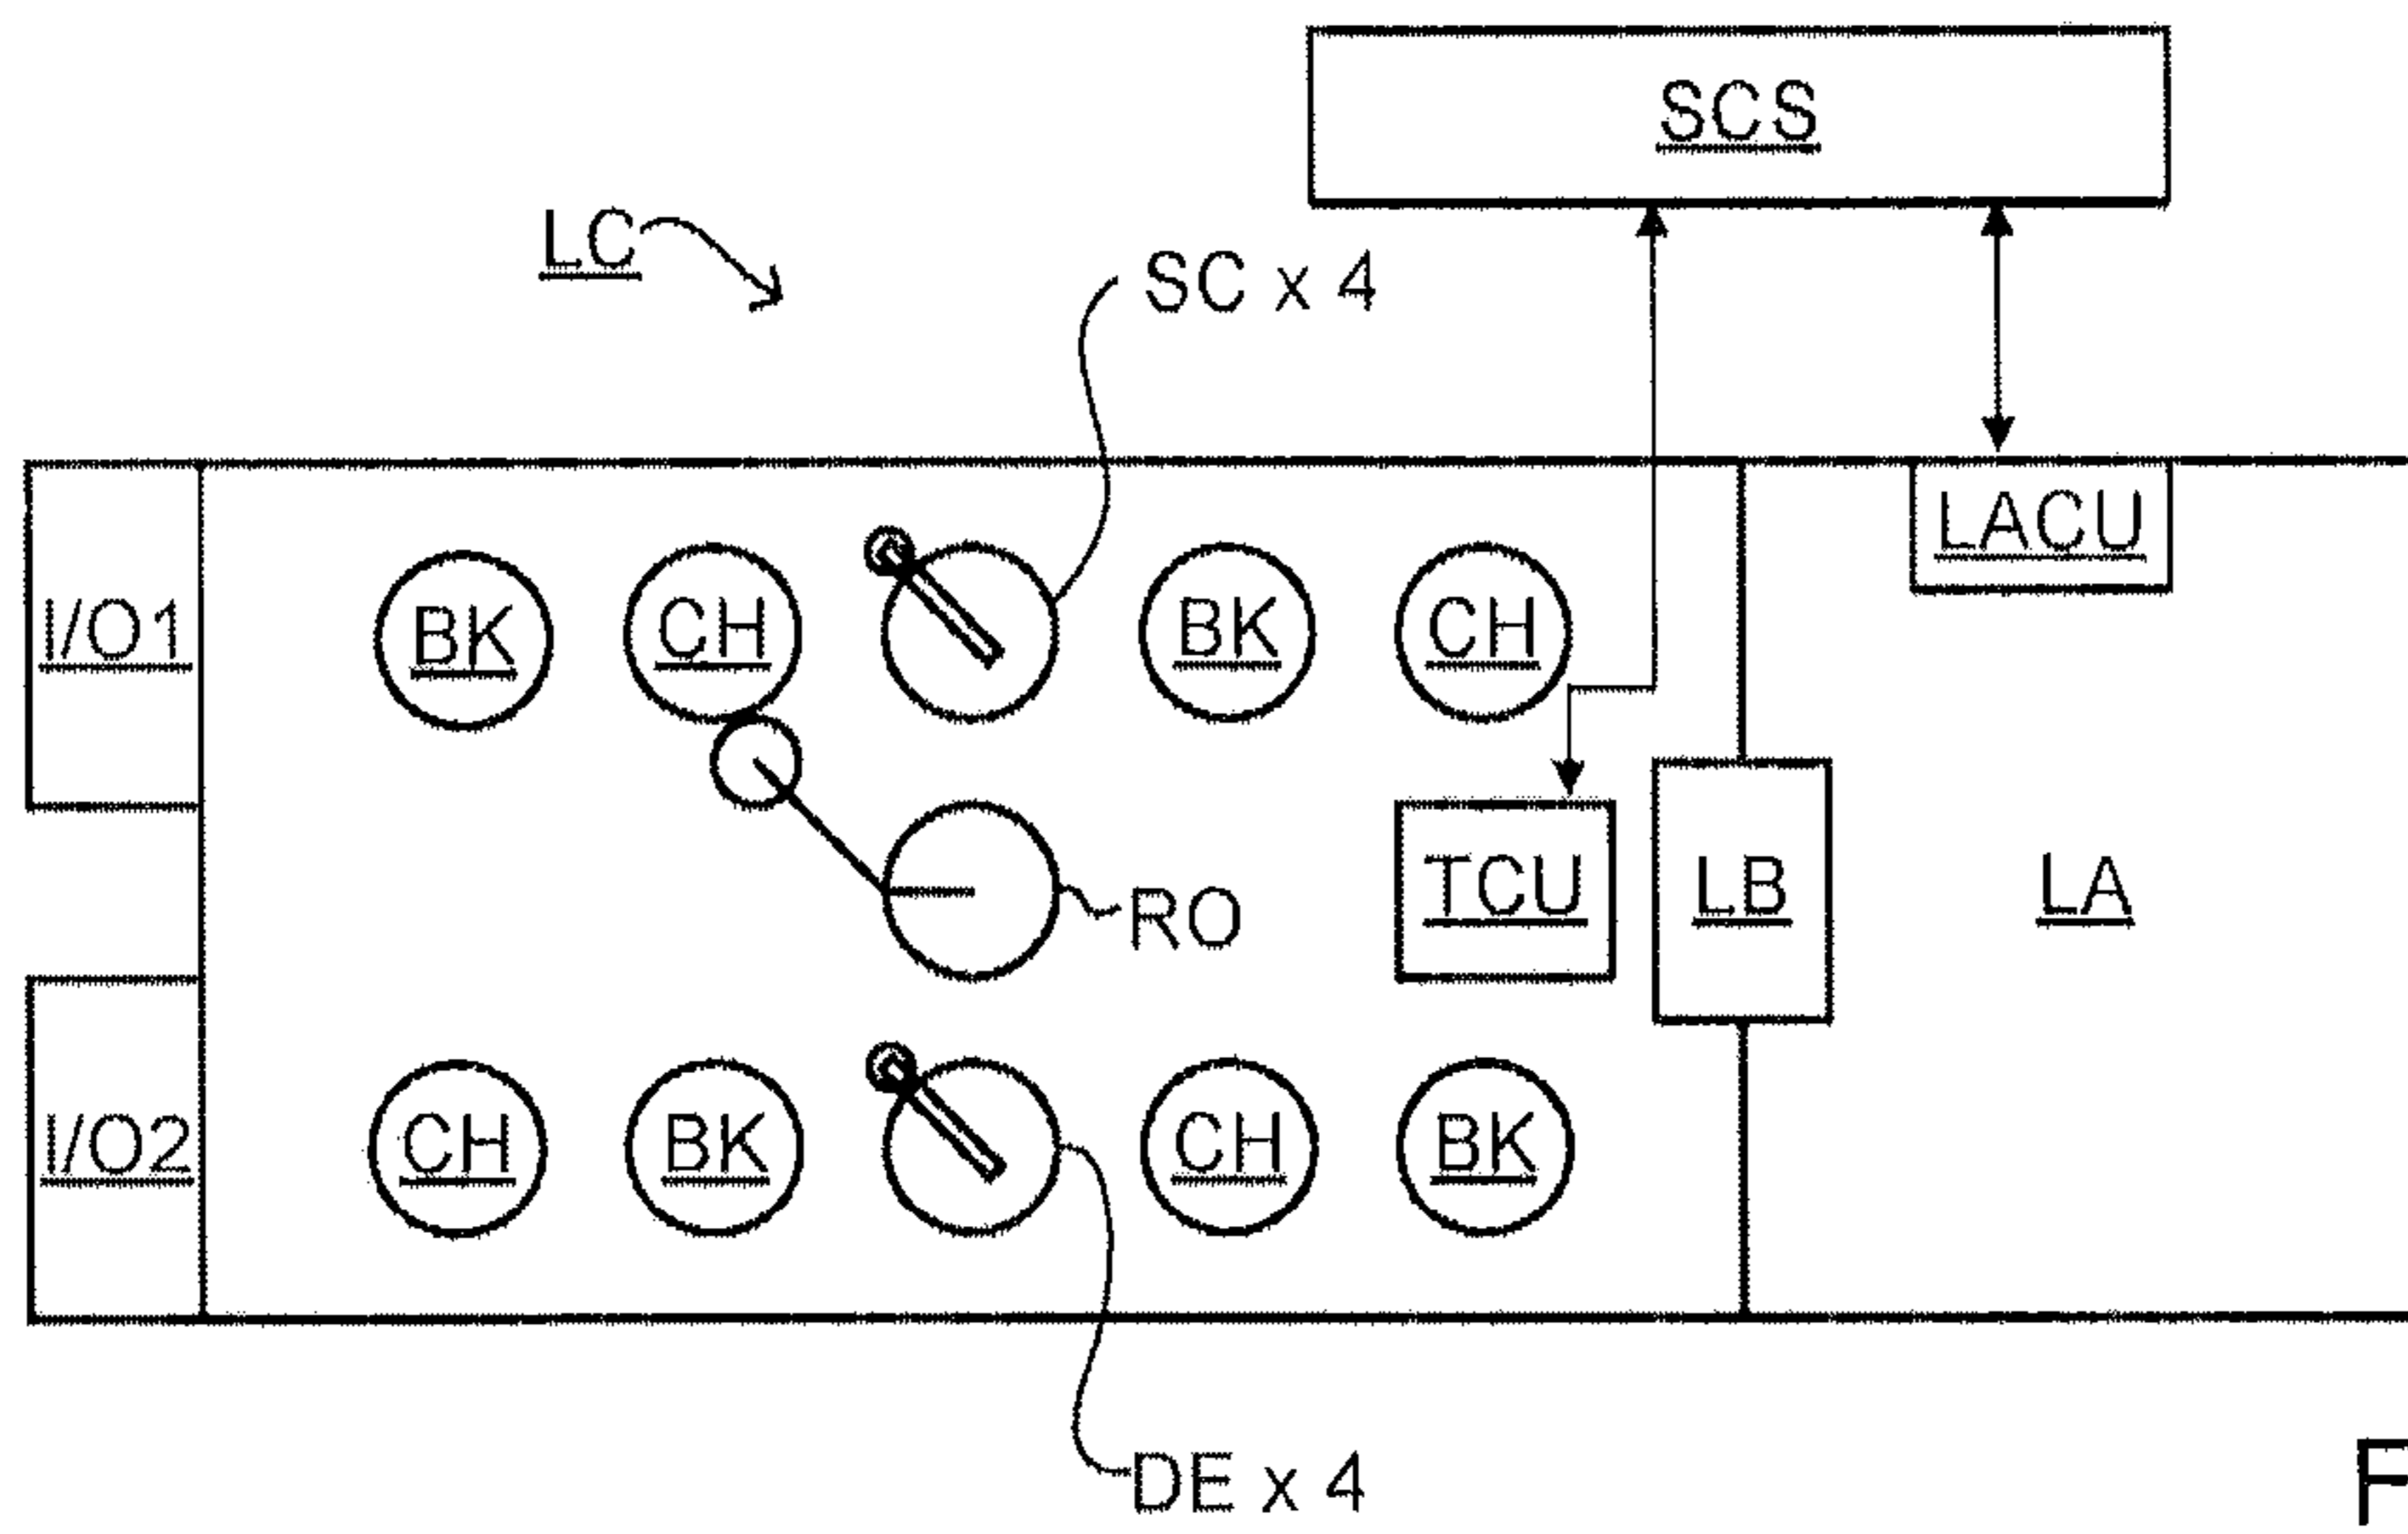 SCS
LC
SC x 4
LACU
I/O1
BK
CH
BK
CH
RO
TCU
LB
LA
I/O2
CH
BK
CH
BK
DE x 4
F